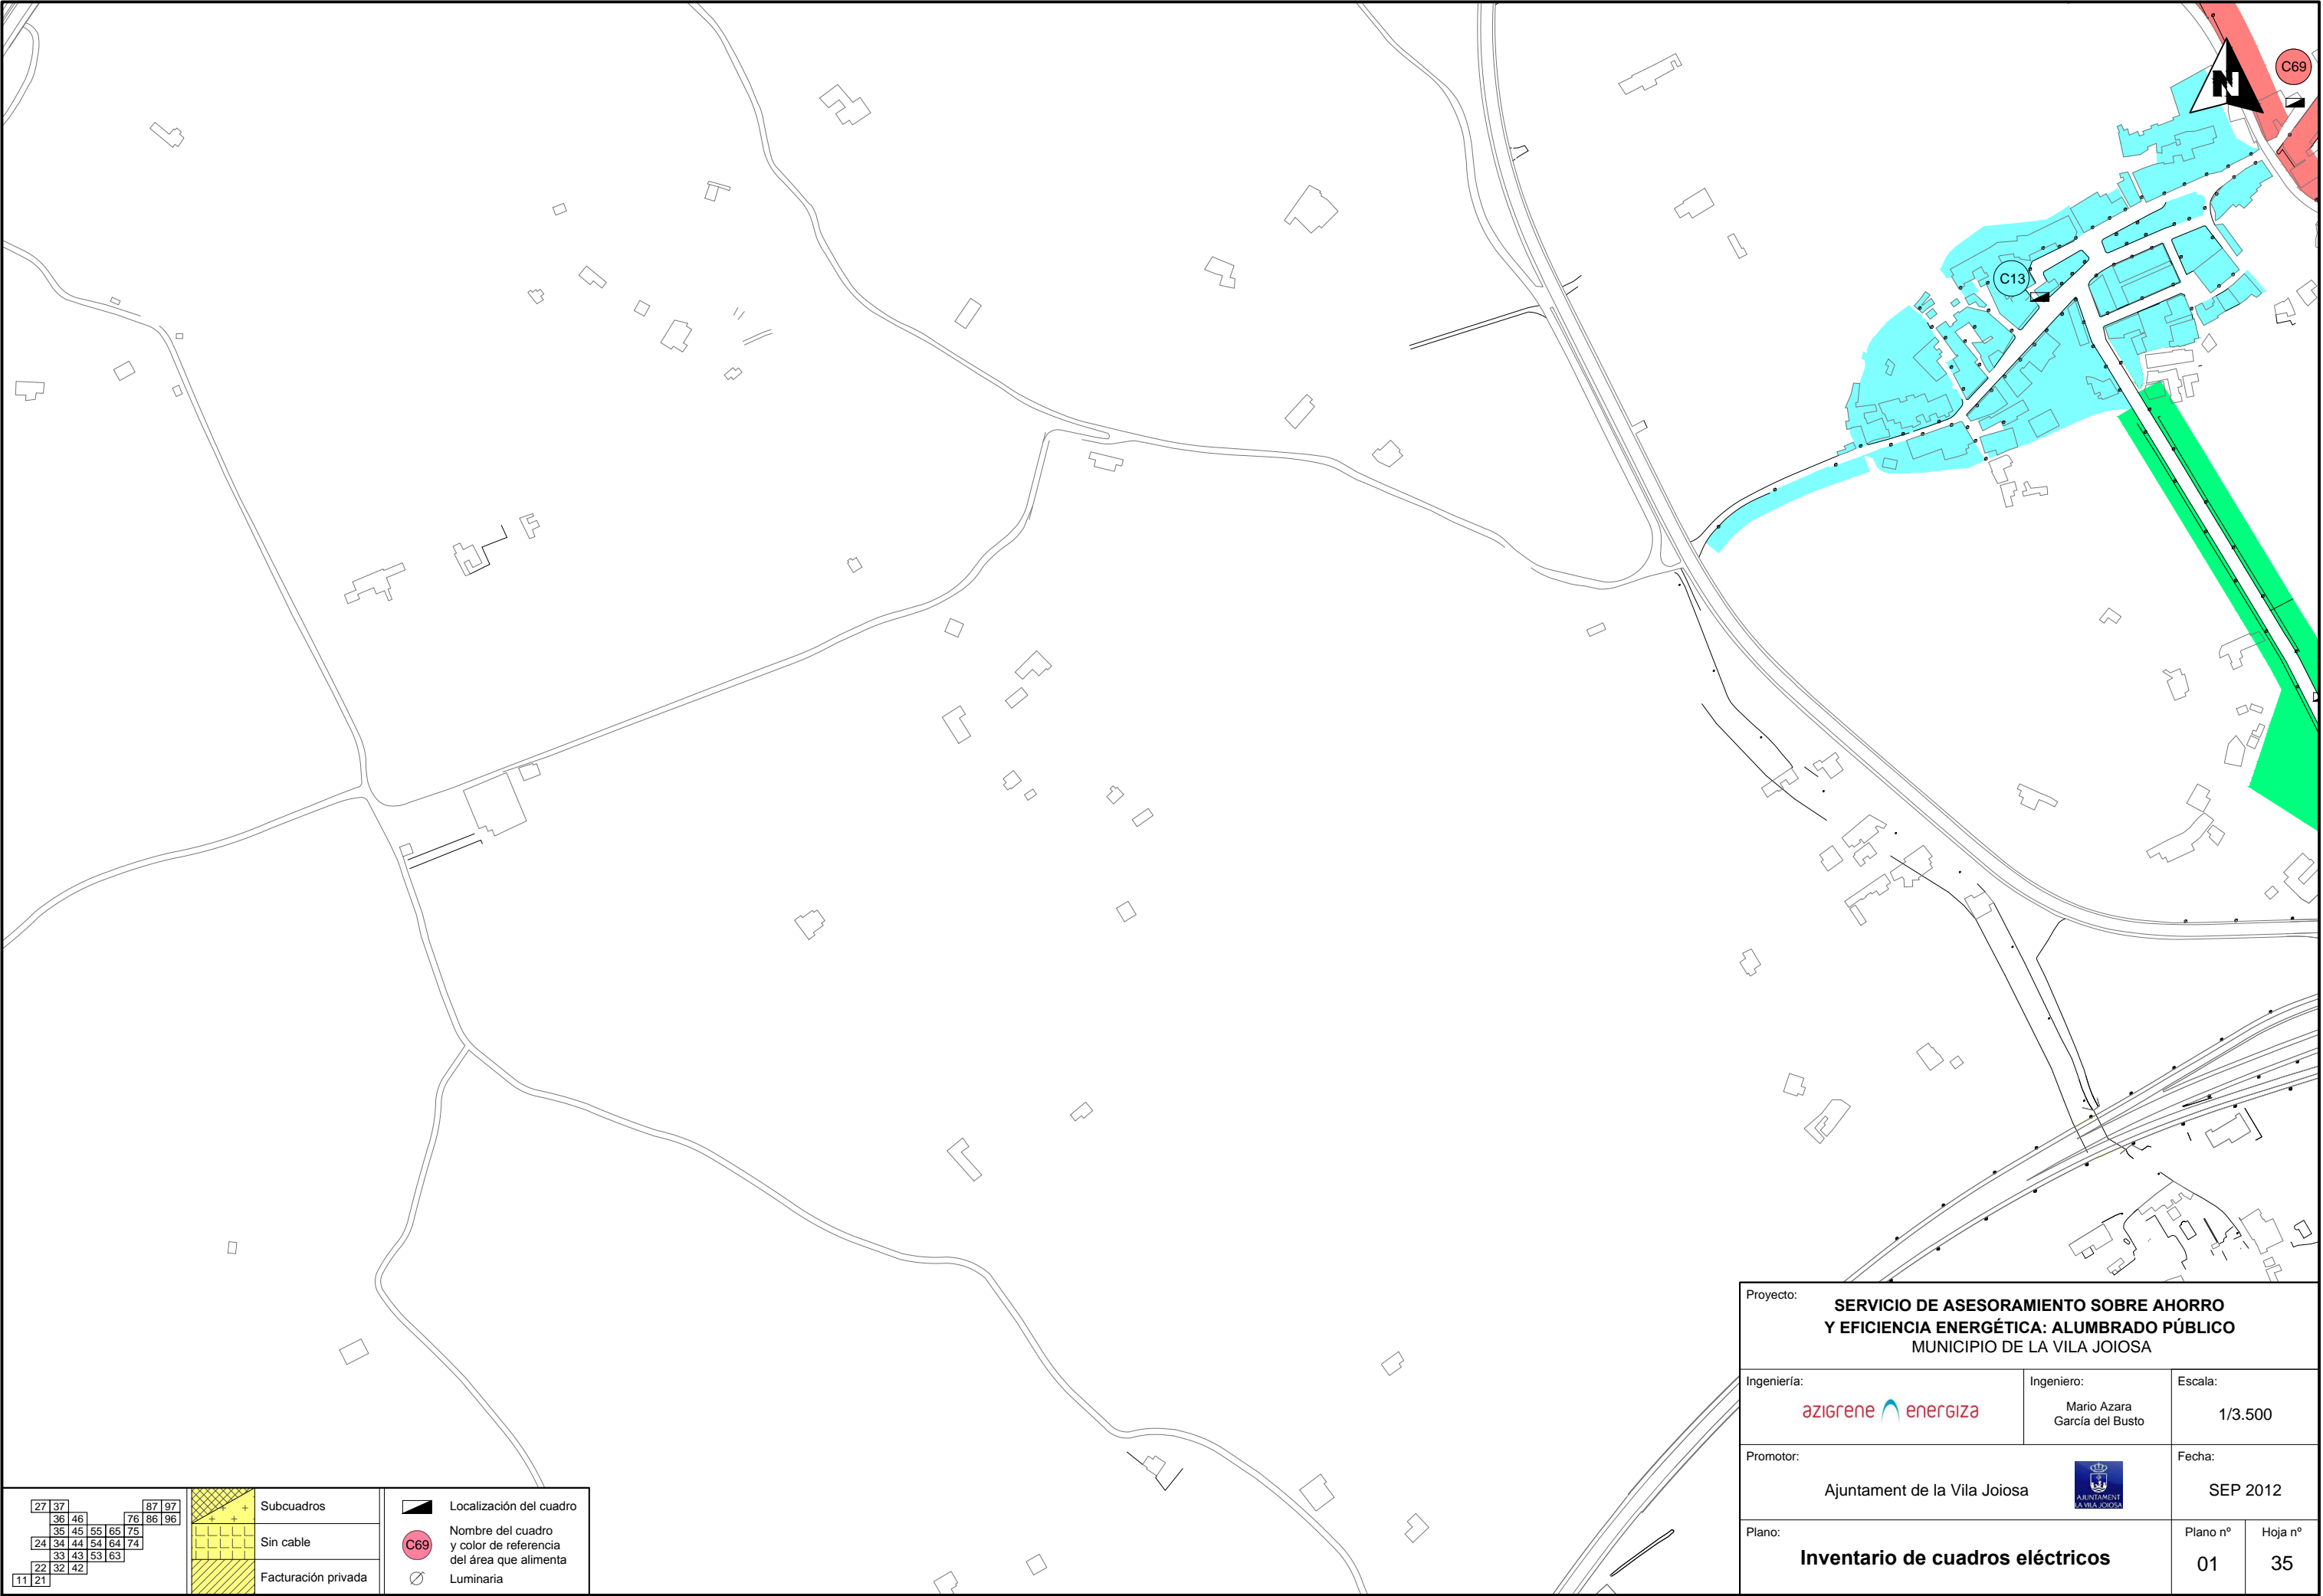 N
C69
C13
Proyecto:
SERVICIO DE ASESORAMIENTO SOBRE AHORRO
Y EFICIENCIA ENERGÉTICA: ALUMBRADO PÚBLICO
MUNICIPIO DE LA VILA JOIOSA
Ingeniería:
azigrene energiza
Ingeniero:
Mario Azara
García del Busto
Escala:
1/3.500
Promotor:
Ajuntament de la Vila Joiosa
AJUNTAMENT
LA VILA JOIOSA
Fecha:
SEP 2012
Plano:
Inventario de cuadros eléctricos
Plano nº
01
Hoja nº
35
27 37 87 97
36 46 76 86 96
35 45 55 65 75
24 34 44 54 64 74
33 43 53 63
22 32 42
11 21
Subcuadros
Sin cable
Facturación privada
Localización del cuadro
C69
Nombre del cuadro
y color de referencia
del área que alimenta
Luminaria